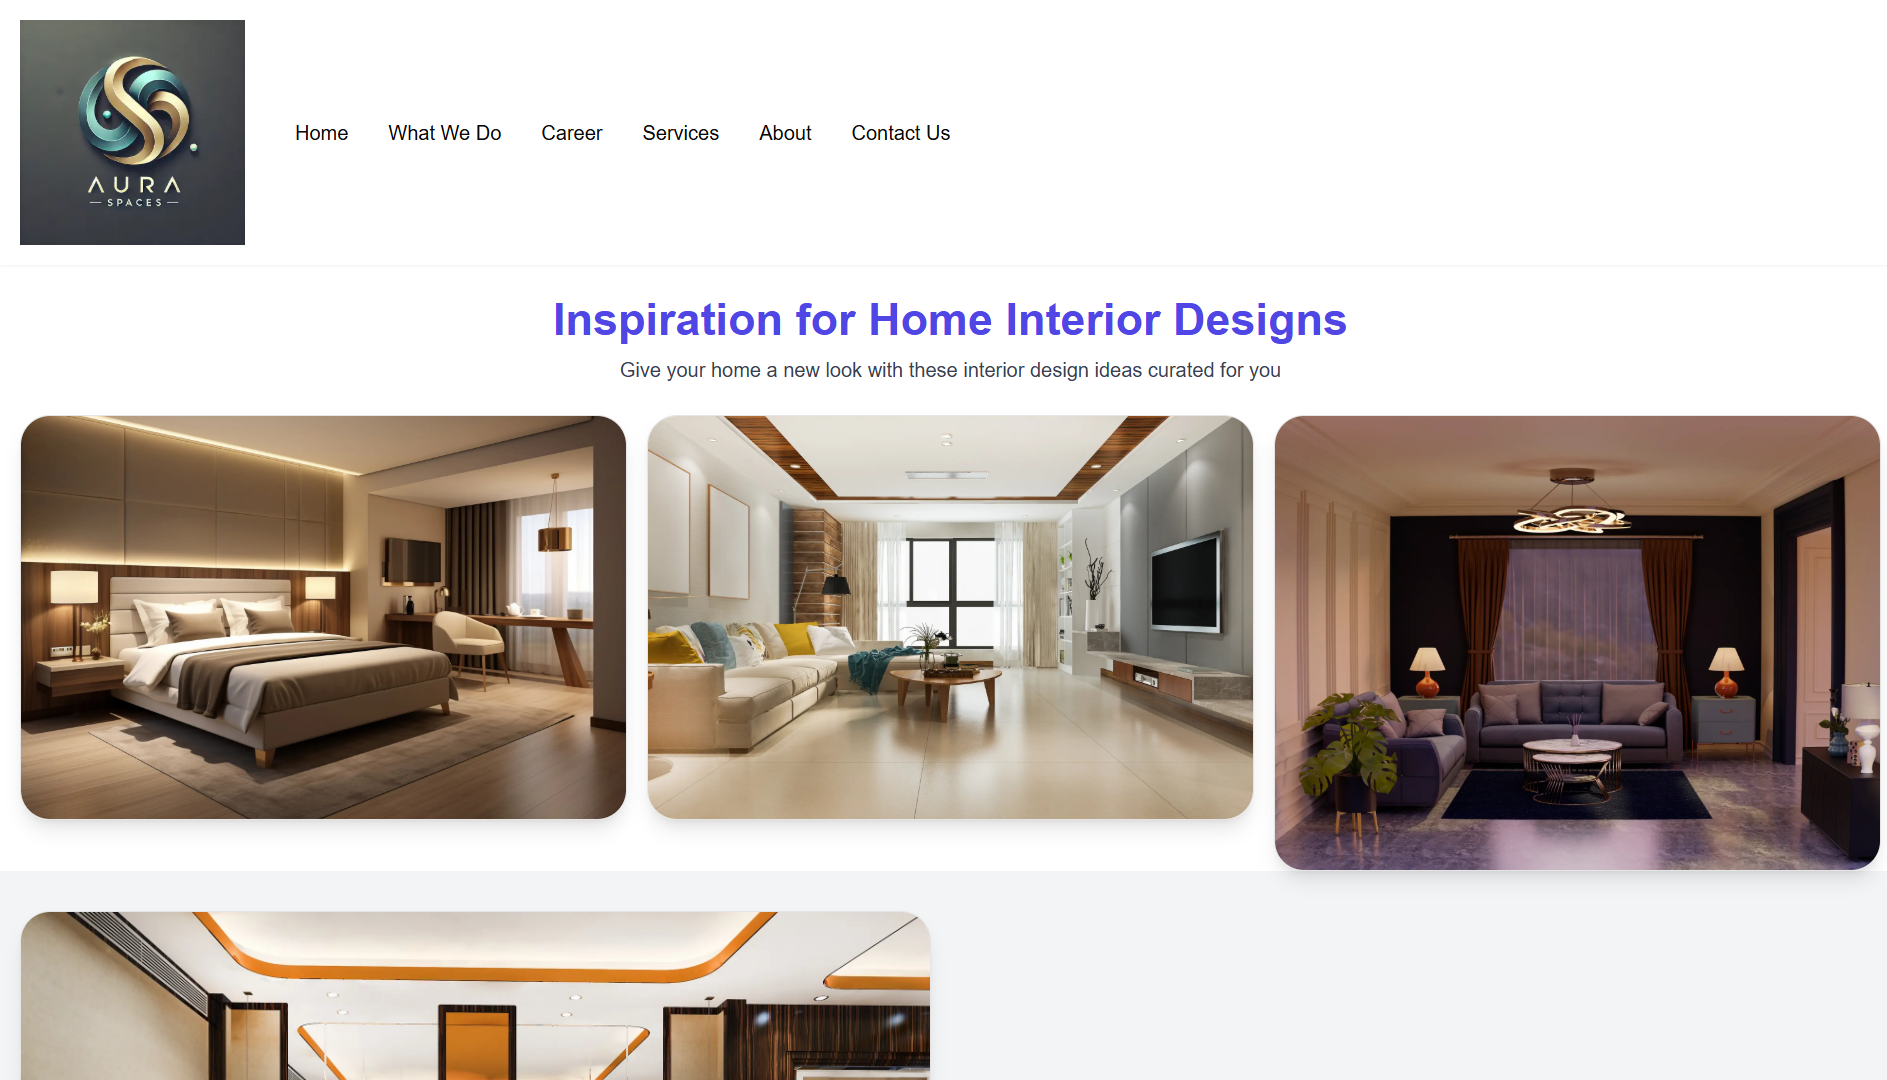 AURA
SPACES
Home
What We Do
Career
Services
About
Contact Us
Inspiration for Home Interior Designs
Give your home a new look with these interior design ideas curated for you